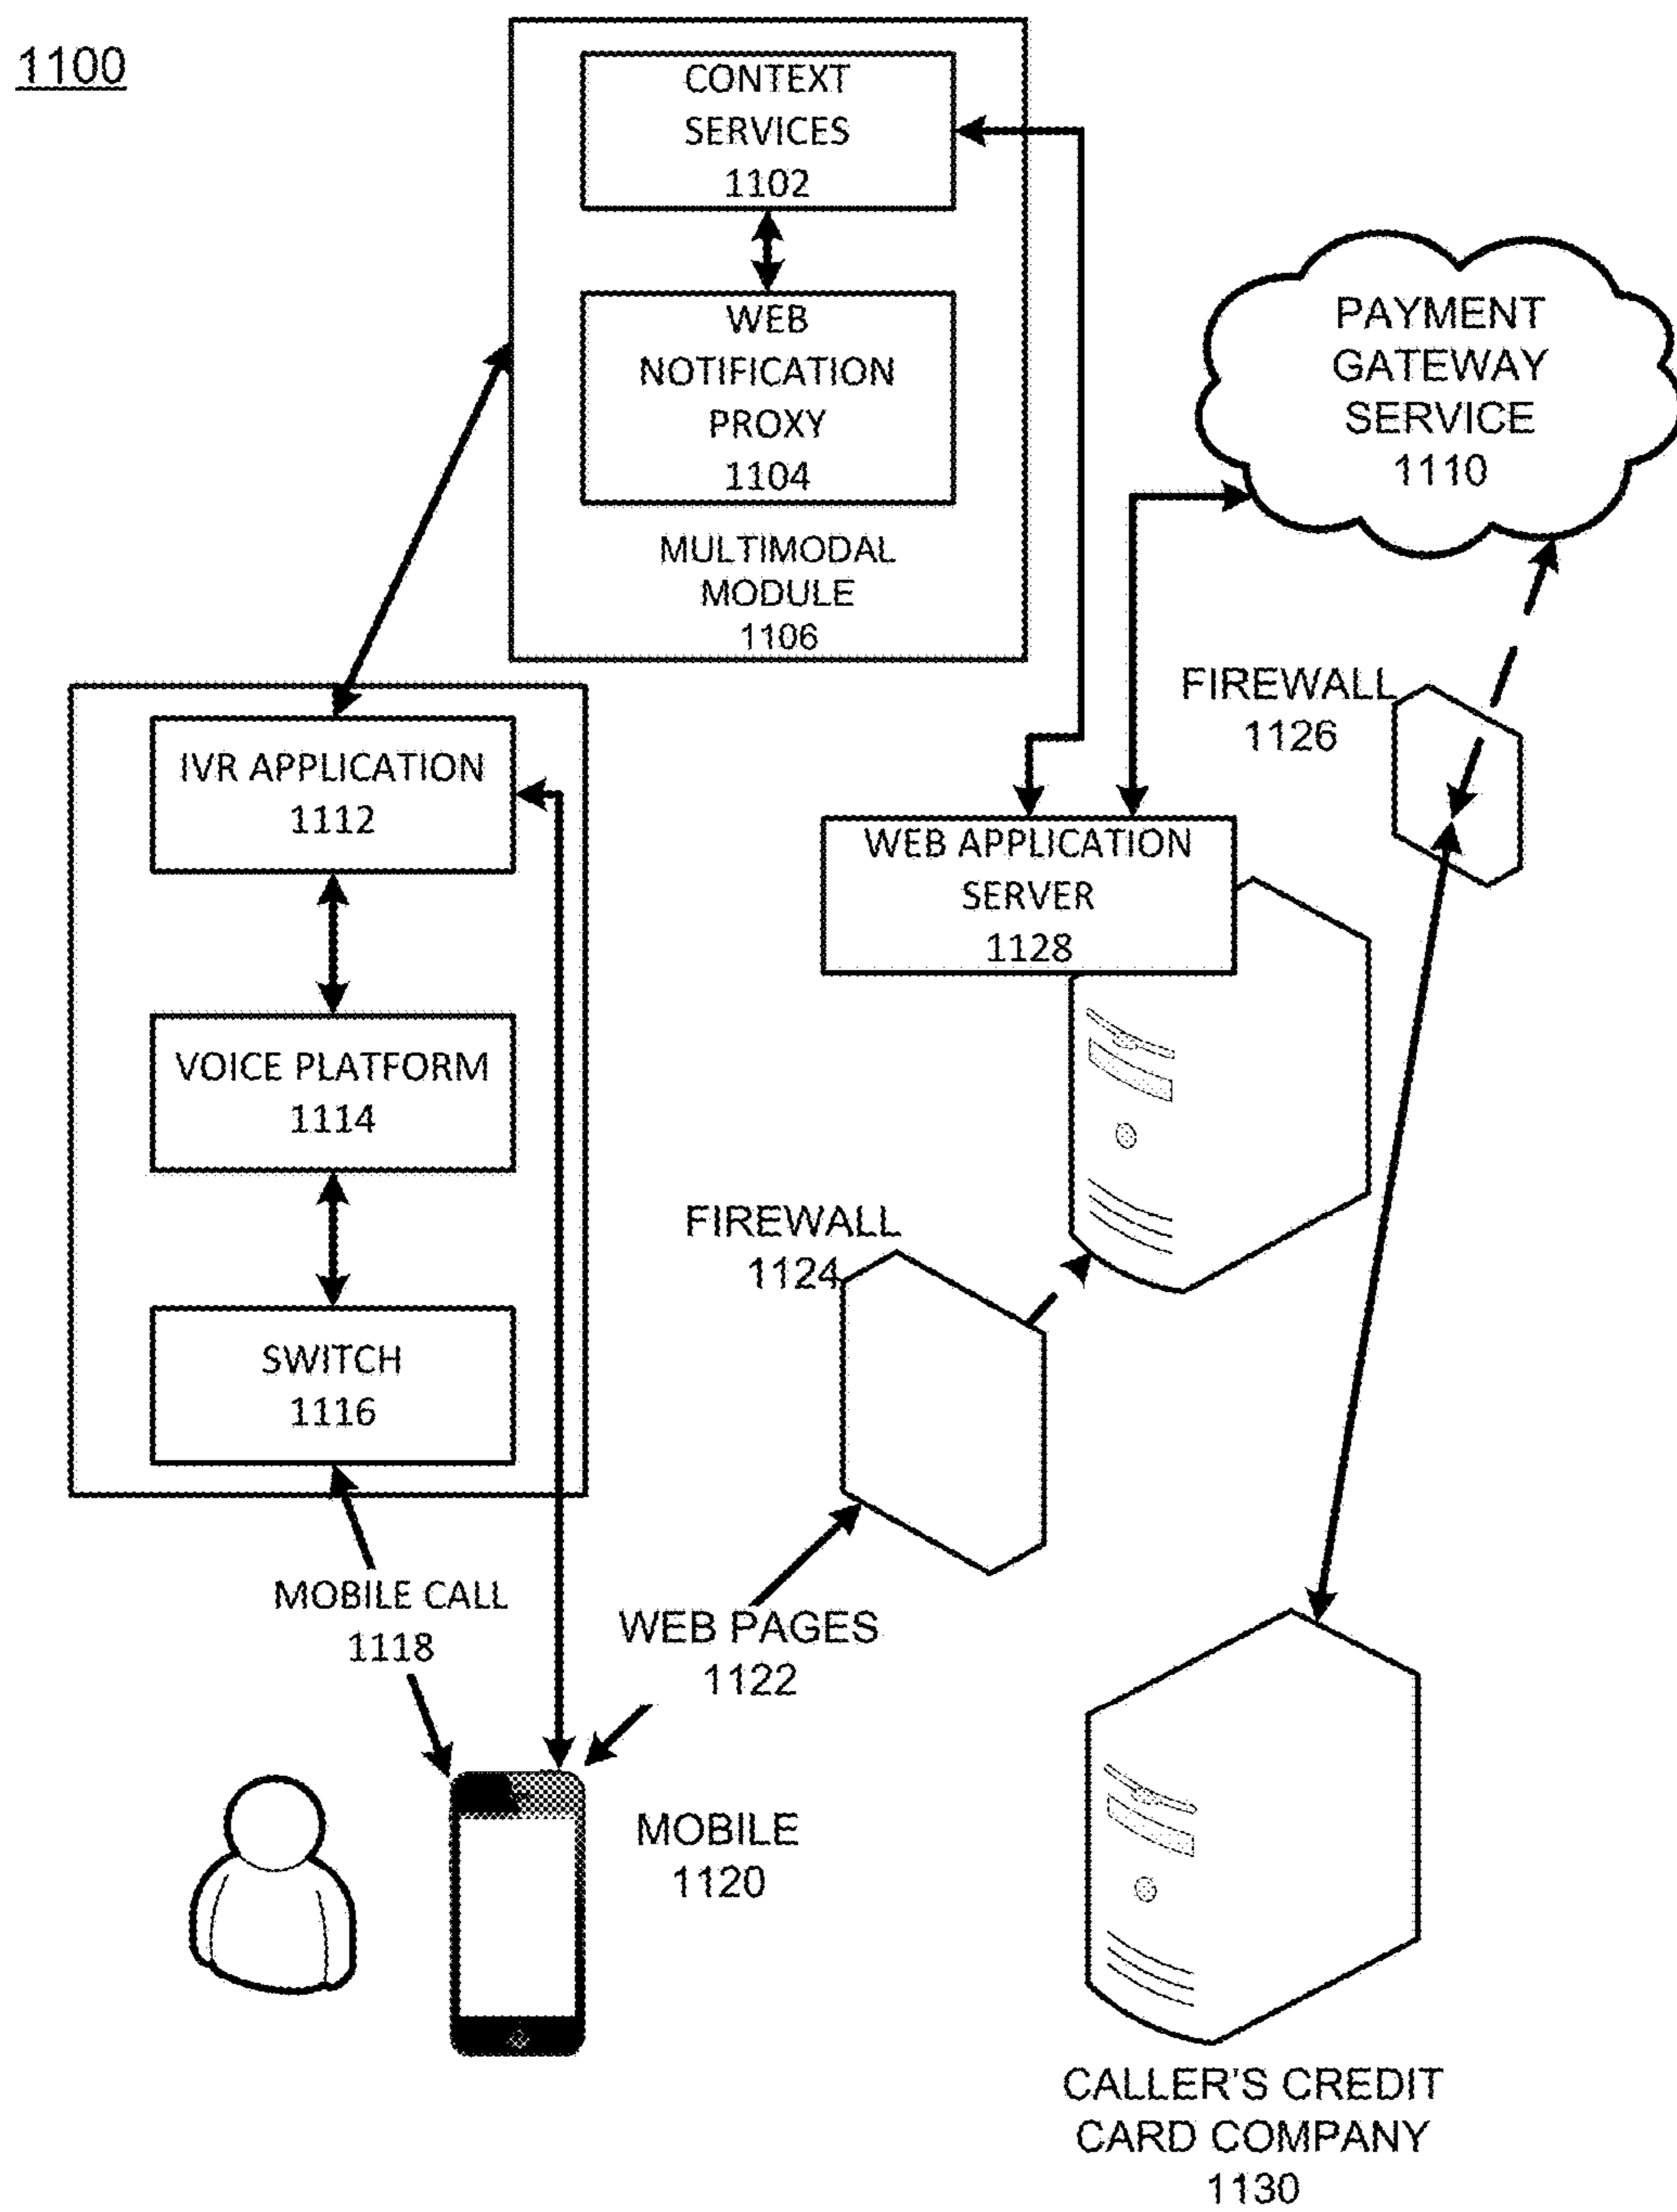 1100
CONTEXT
SERVICES
1102
WEB
NOTIFICATION
PROXY
1104
MULTIMODAL
MODULE
1106
PAYMENT
GATEWAY
SERVICE
1110
FIREWALL
1126
IVR APPLICATION
1112
WEB APPLICATION
SERVER
1128
VOICE PLATFORM
1114
FIREWALL
1124
SWITCH
1116
MOBILE CALL
1118
WEB PAGES
1122
MOBILE
1120
CALLER'S CREDIT
CARD COMPANY
1130